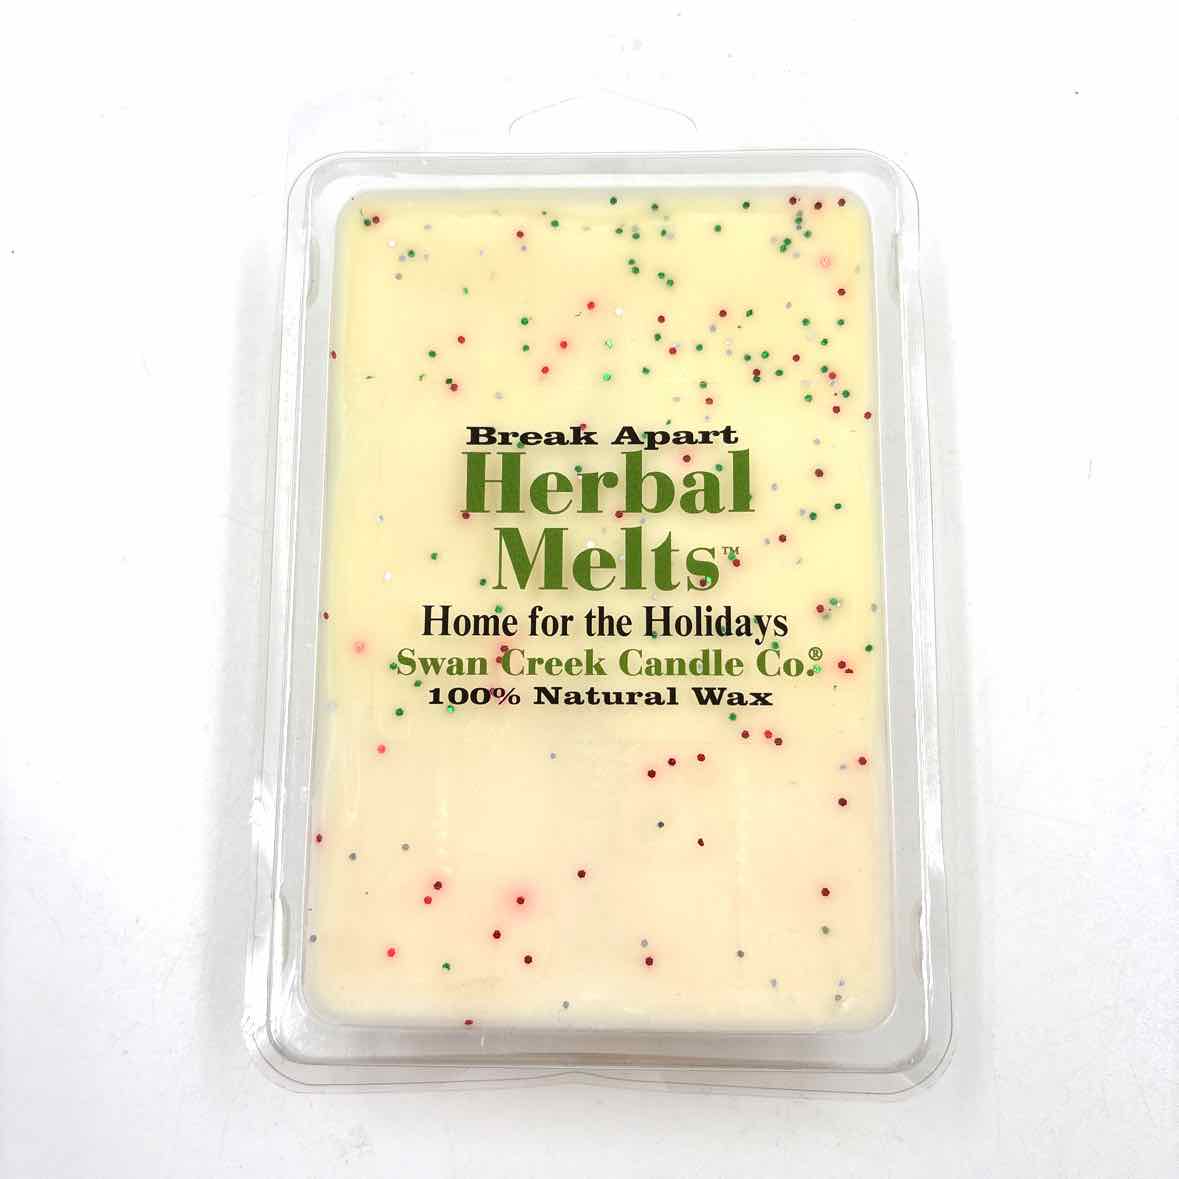 Break Apart
Herbal
Melts™
Home for the Holidays
Swan Creek Candle Co.®
100% Natural Wax